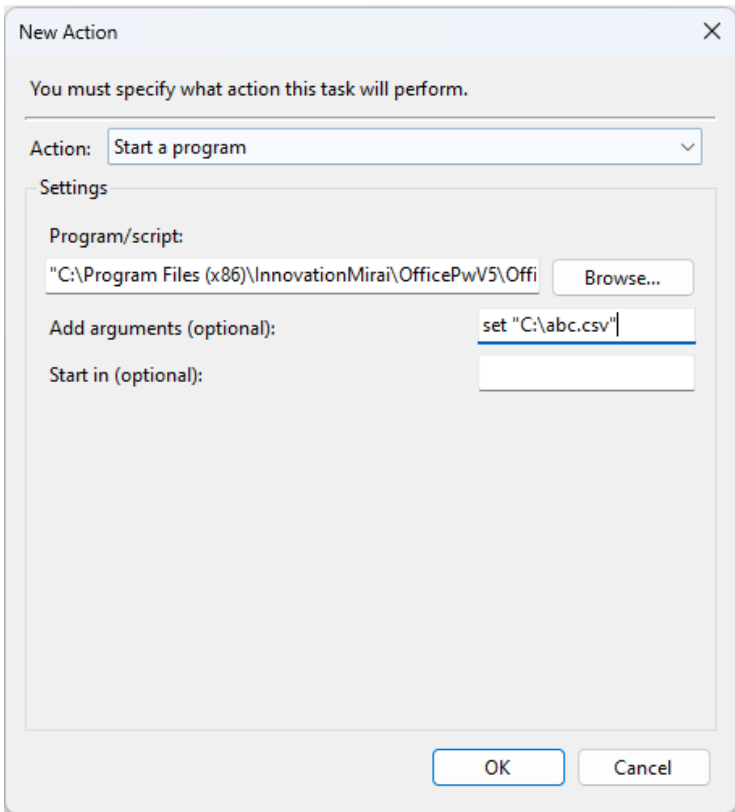 New Action
You must specify what action this task will perform.
Action: Start a program
Settings
Program/script:
"C:\Program Files (x86)\InnovationMirai\OfficePwV5\Offi Browse...
Add arguments (optional): set "C:\abc.csv"
Start in (optional):
OK Cancel